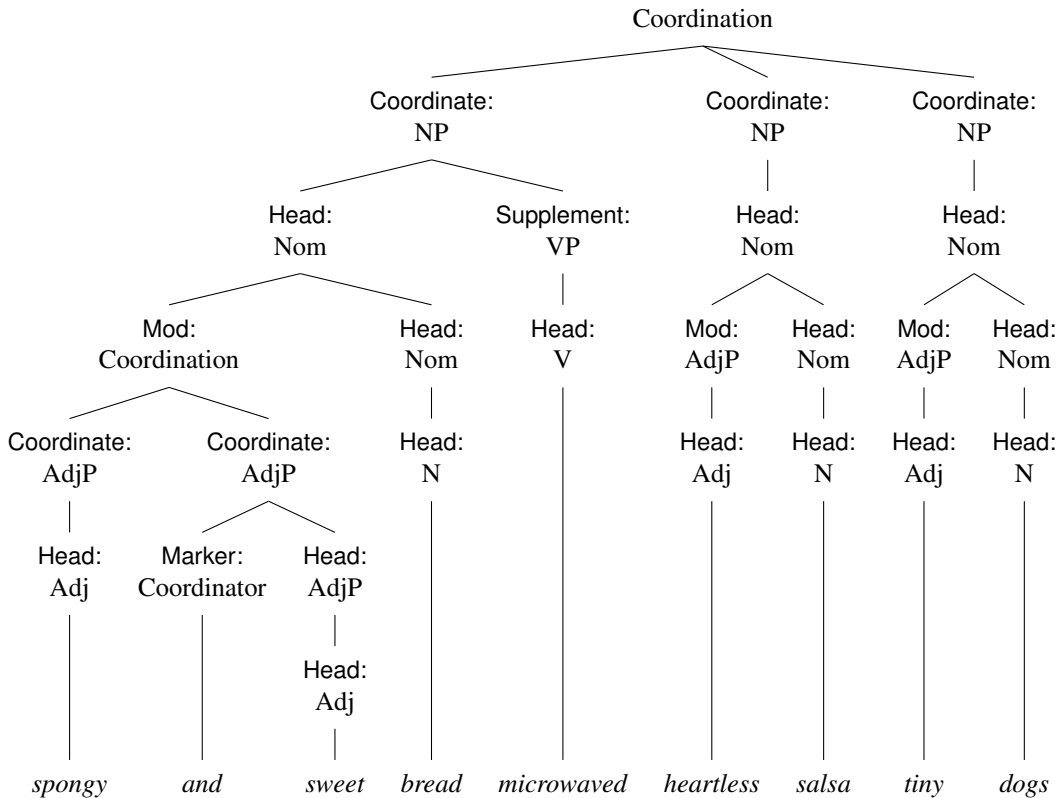 Coordination
Coordinate: Coordinate: Coordinate:
NP NP NP
Head: Supplement: Head: Head:
Nom VP Nom Nom
Mod: Head: Head: Mod: Head: Mod: Head:
Coordination Nom V AdjP Nom AdjP Nom
Coordinate: Coordinate: Head: Head: Head: Head: Head:
AdjP AdjP N Adj N Adj N
Head: Marker: Head:
Adj Coordinator AdjP
Head:
Adj
spongy and sweet bread microwaved heartless salsa tiny dogs